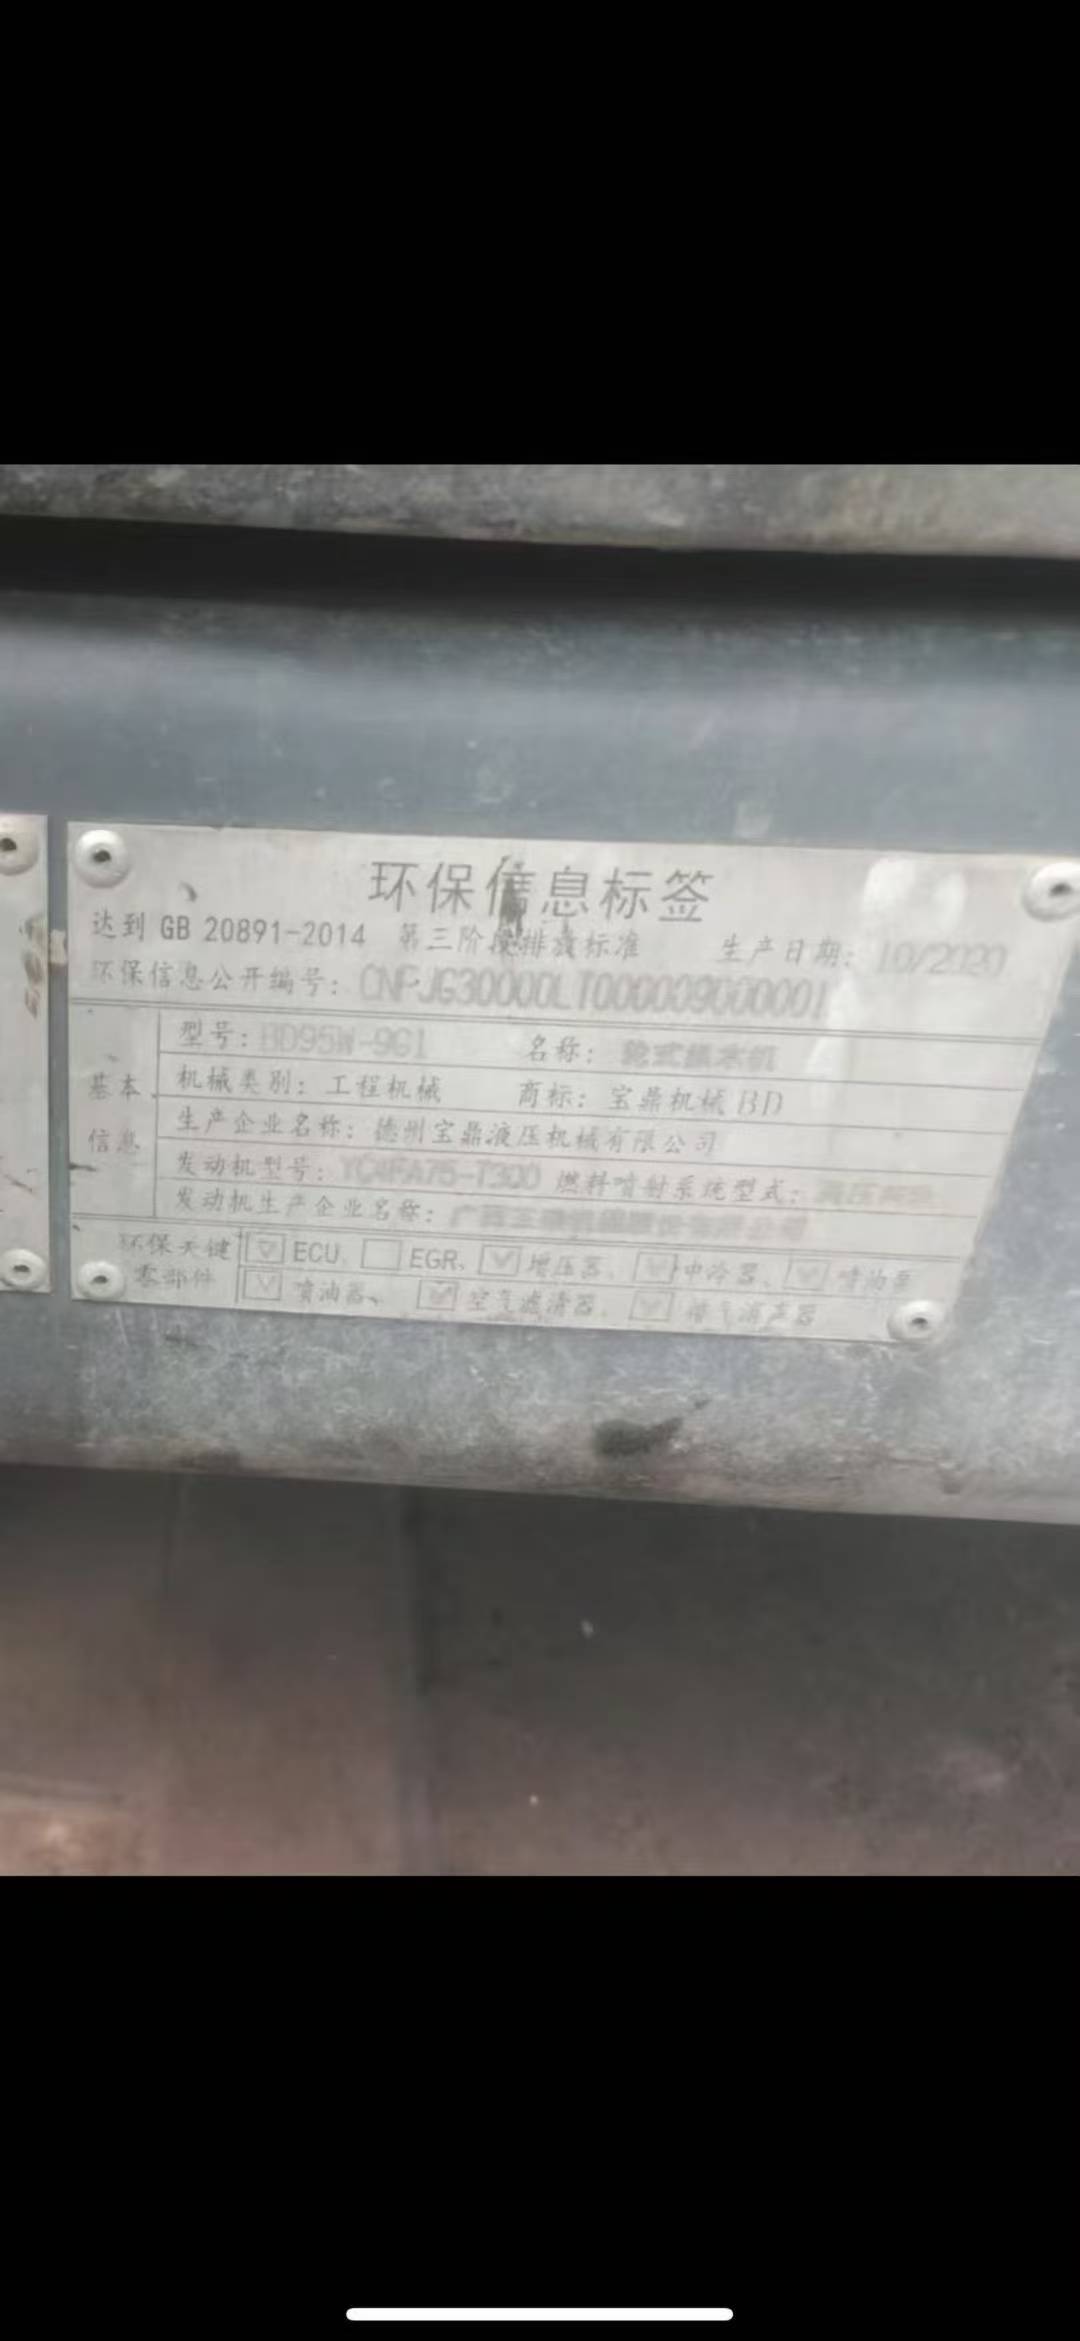 环保信息标签
达到 GB 20891-2014 第三阶段排放标准 生产日期: 10/2020
环保信息公开编号:
基本信息
型号: BD95W-9G1 名称:
机械类别: 工程机械 商标: 宝鼎机械 BD
生产企业名称: 德州宝鼎液压机械有限公司
发动机型号: YC4FA75-T300 燃料喷射系统型式:
发动机生产企业名称:
环保关键零部件
ECU、 EGR、 增压器、 中冷器、 喷油泵
喷油器、 空气滤清器、 排气消声器